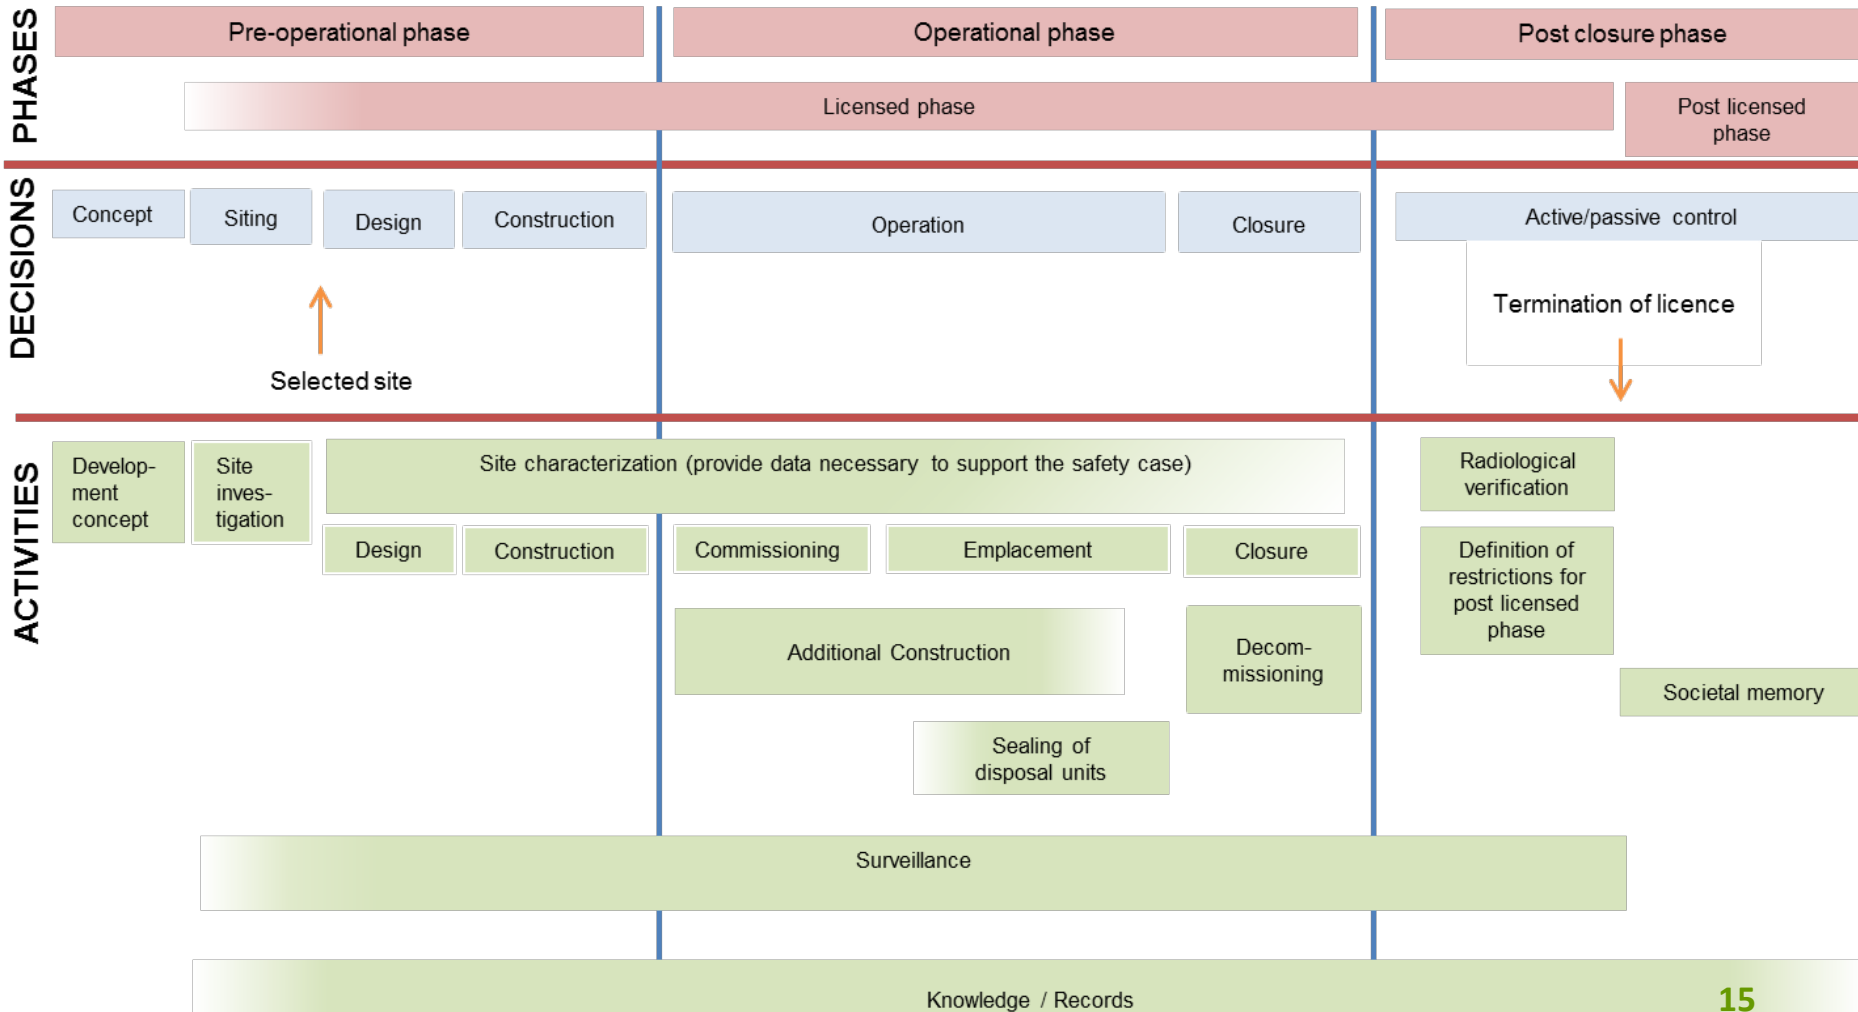 PHASES
Pre-operational phase
Operational phase
Post closure phase
Licensed phase
Post licensed
phase
DECISIONS
Concept
Siting
Design
Construction
Operation
Closure
Active/passive control
Selected site
Termination of licence
ACTIVITIES
Develop-
ment
concept
Site
inves-
tigation
Site characterization (provide data necessary to support the safety case)
Radiological
verification
Design
Construction
Commissioning
Emplacement
Closure
Definition of
restrictions for
post licensed
phase
Additional Construction
Decom-
missioning
Societal memory
Sealing of
disposal units
Surveillance
Knowledge / Records
15